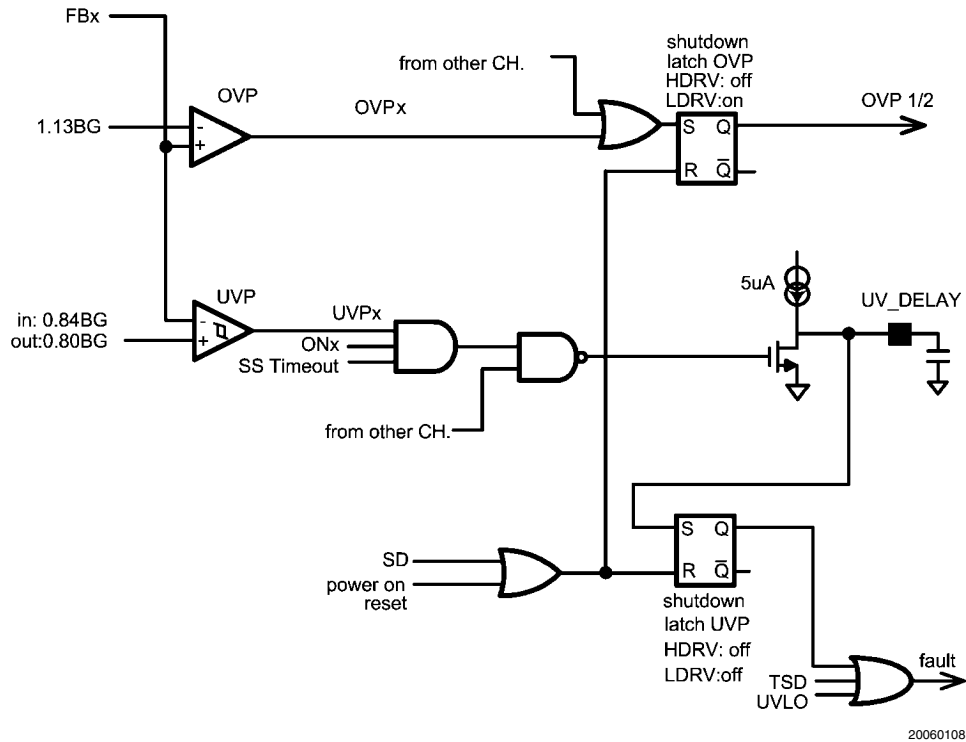 FBx
shutdown
latch OVP
HDRV: off
LDRV:on
from other CH.
OVP
OVPx
OVP 1/2
1.13BG
-
+
S Q
R Q̅
5uA
UV_DELAY
UVP
in: 0.84BG
out:0.80BG
-
+
UVPx
ONx
SS Timeout
from other CH.
SD
power on
reset
S Q
R Q̅
shutdown
latch UVP
HDRV: off
LDRV:off
fault
TSD
UVLO
20060108